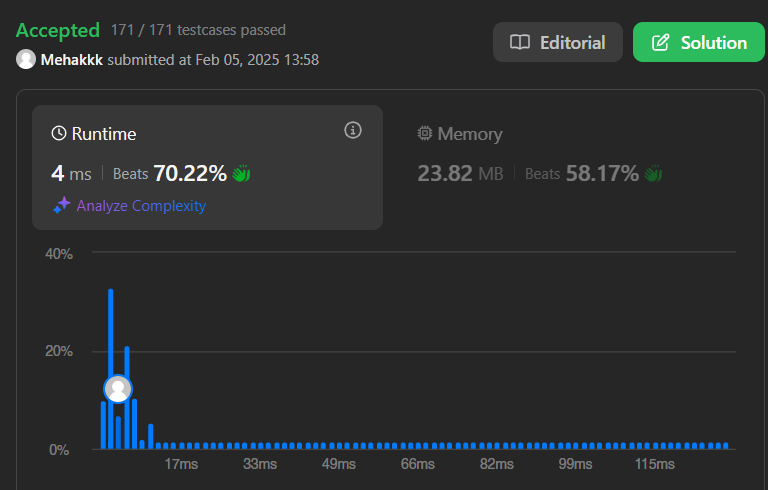 Accepted 171 / 171 testcases passed
Mehakkk submitted at Feb 05, 2025 13:58
Editorial
Solution
Runtime
4 ms Beats 70.22%
Analyze Complexity
Memory
23.82 MB Beats 58.17%
40%
20%
0%
17ms 33ms 49ms 66ms 82ms 99ms 115ms